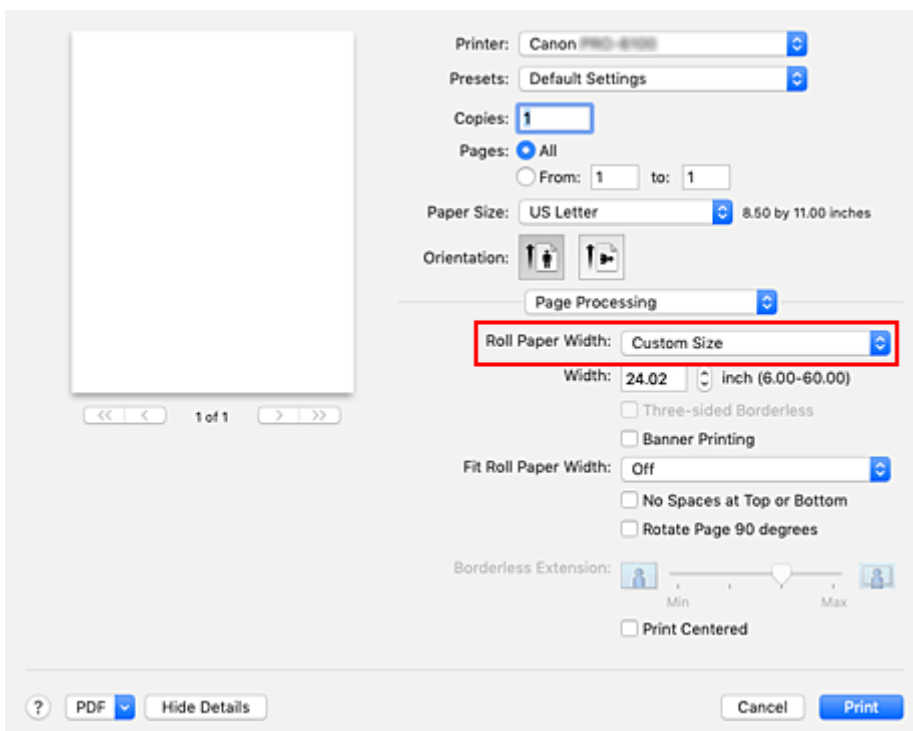 Printer: Canon
Presets: Default Settings
Copies: 1
Pages: All
From: 1 to: 1
Paper Size: US Letter 8.50 by 11.00 inches
Orientation:
Page Processing
Roll Paper Width: Custom Size
Width: 24.02 inch (6.00-60.00)
Three-sided Borderless
Banner Printing
Fit Roll Paper Width: Off
No Spaces at Top or Bottom
Rotate Page 90 degrees
Borderless Extension:
Min Max
Print Centered
1 of 1
? PDF Hide Details Cancel Print